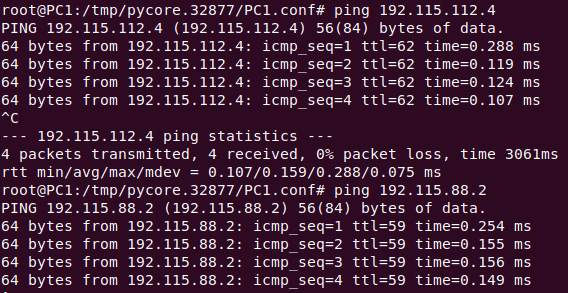 root@PC1:/tmp/pycore.32877/PC1.conf# ping 192.115.112.4
PING 192.115.112.4 (192.115.112.4) 56(84) bytes of data.
64 bytes from 192.115.112.4: icmp_seq=1 ttl=62 time=0.288 ms
64 bytes from 192.115.112.4: icmp_seq=2 ttl=62 time=0.119 ms
64 bytes from 192.115.112.4: icmp_seq=3 ttl=62 time=0.124 ms
64 bytes from 192.115.112.4: icmp_seq=4 ttl=62 time=0.107 ms
^C
--- 192.115.112.4 ping statistics ---
4 packets transmitted, 4 received, 0% packet loss, time 3061ms
rtt min/avg/max/mdev = 0.107/0.159/0.288/0.075 ms
root@PC1:/tmp/pycore.32877/PC1.conf# ping 192.115.88.2
PING 192.115.88.2 (192.115.88.2) 56(84) bytes of data.
64 bytes from 192.115.88.2: icmp_seq=1 ttl=59 time=0.254 ms
64 bytes from 192.115.88.2: icmp_seq=2 ttl=59 time=0.155 ms
64 bytes from 192.115.88.2: icmp_seq=3 ttl=59 time=0.156 ms
64 bytes from 192.115.88.2: icmp_seq=4 ttl=59 time=0.149 ms